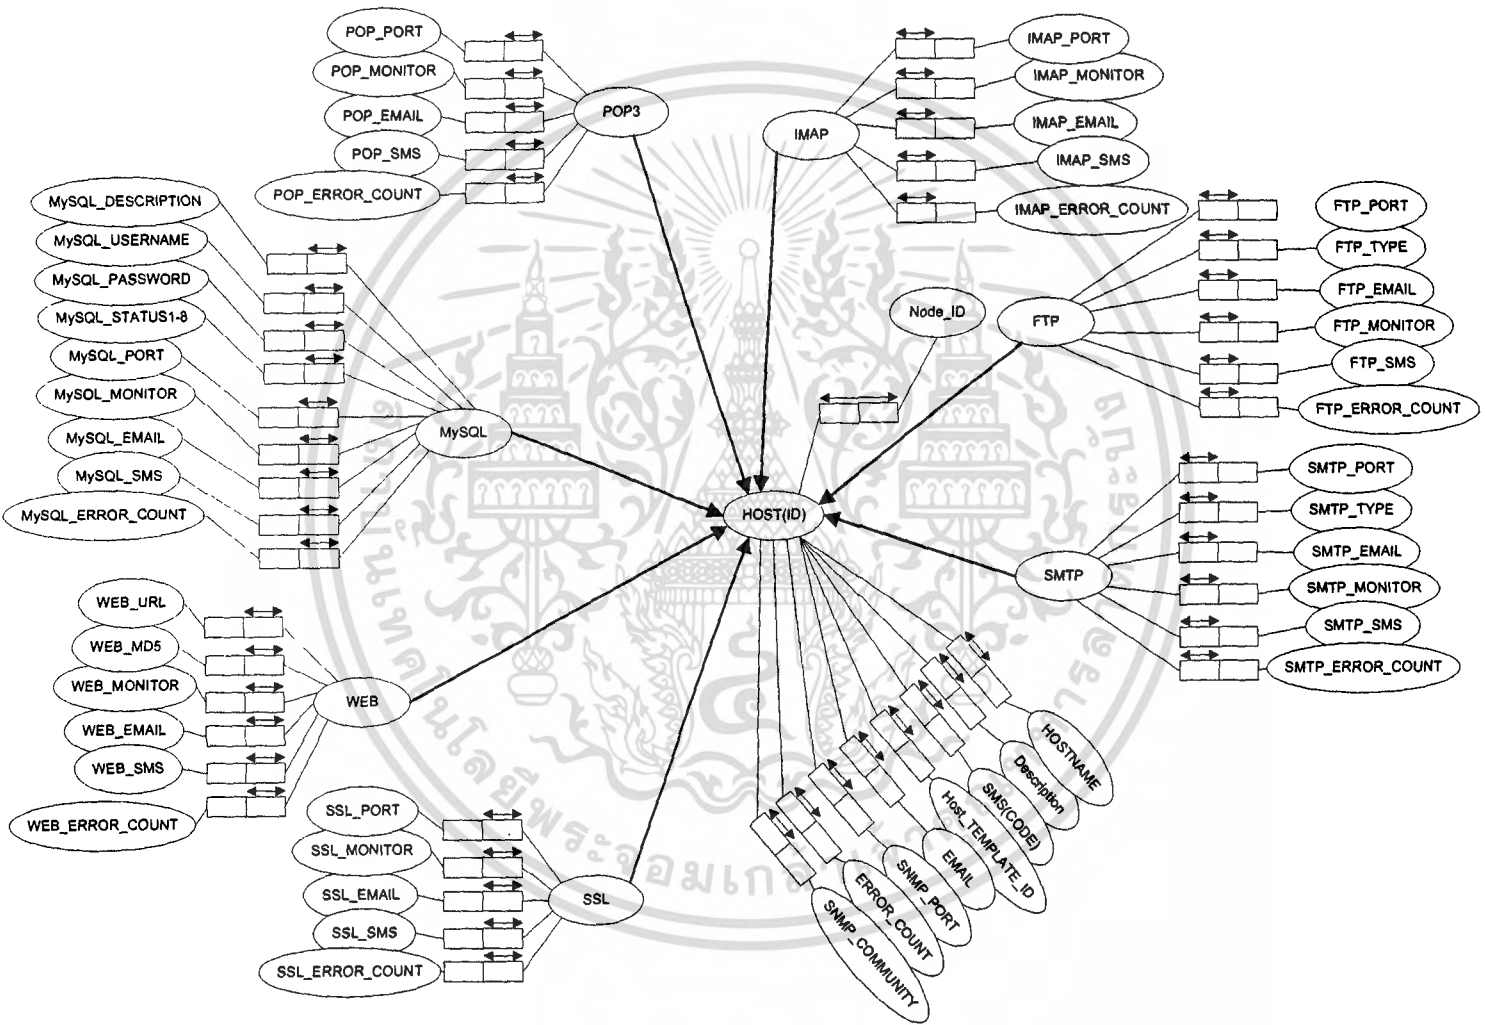 POP_PORT
POP_MONITOR
POP_EMAIL
POP_SMS
POP_ERROR_COUNT
POP3
IMAP
IMAP_PORT
IMAP_MONITOR
IMAP_EMAIL
IMAP_SMS
IMAP_ERROR_COUNT
MySQL_DESCRIPTION
MySQL_USERNAME
MySQL_PASSWORD
MySQL_STATUS1-8
MySQL_PORT
MySOL_MONITOR
MySQL_EMAIL
MySQL_SMS
MySQL_ERROR_COUNT
MySQL
Node_ID
FTP
FTP_PORT
FTP_TYPE
FTP_EMAIL
FTP_MONITOR
FTP_SMS
FTP_ERROR_COUNT
HOST(ID)
SMTP
SMTP_PORT
SMTP_TYPE
SMTP_EMAIL
SMTP_MONITOR
SMTP_SMS
SMTP_ERROR_COUNT
WEB_URL
WEB_MD5
WEB_MONITOR
WEB_EMAIL
WEB_SMS
WEB_ERROR_COUNT
WEB
SSL_PORT
SSL_MONITOR
SSL_EMAIL
SSL_SMS
SSL_ERROR_COUNT
SSL
HOSTNAME
Description
SMS(CODE)
Host_TEMPLATE_ID
EMAIL
SNMP_PORT
ERROR_COUNT
SNMP_COMMUNITY